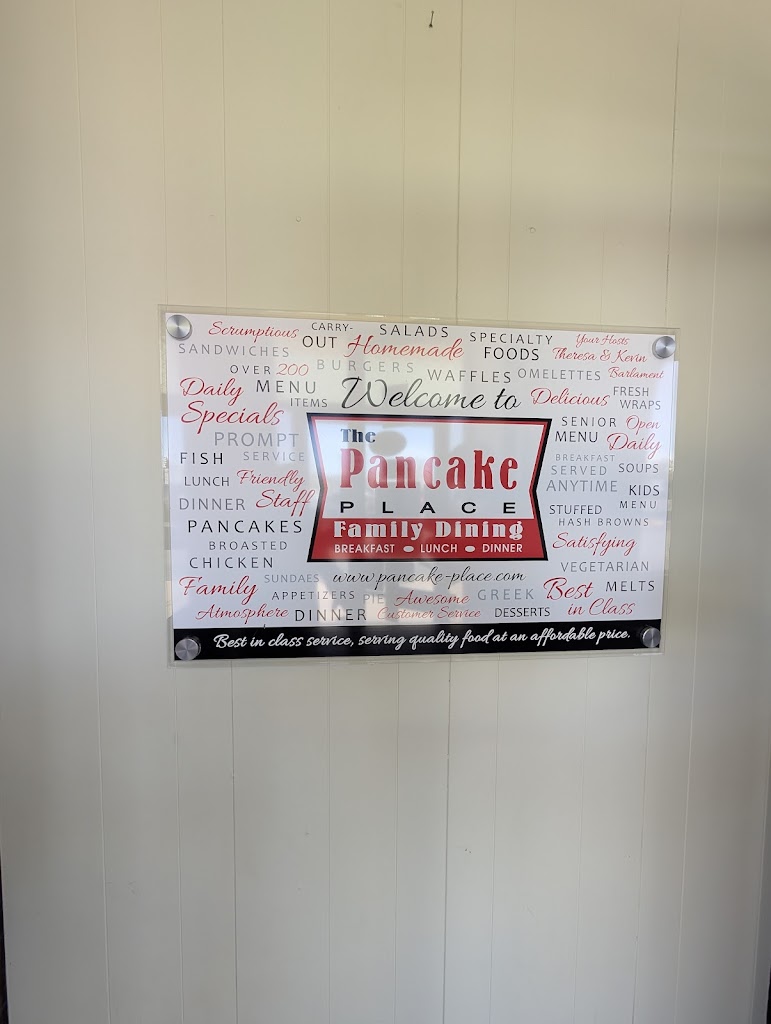 Scrumptious
CARRY-
OUT
SALADS
SPECIALTY
FOODS
Your Hosts
Theresa & Kevin
Barlament
SANDWICHES
Homemade
OVER 200
MENU
ITEMS
BURGERS
WAFFLES
OMELETTES
Daily
Specials
Welcome to
Delicious
FRESH
WRAPS
PROMPT
SERVICE
SENIOR
MENU
Open
Daily
FISH
The
Pancake
PLACE
Family Dining
BREAKFAST • LUNCH • DINNER
BREAKFAST
SERVED
ANYTIME
SOUPS
LUNCH
Friendly
Staff
KIDS
MENU
DINNER
STUFFED
HASH BROWNS
PANCAKES
Satisfying
BROASTED
CHICKEN
VEGETARIAN
SUNDAES
www.pancake-place.com
Family
Atmosphere
APPETIZERS
PIE
Awesome
Customer Service
GREEK
Best
in Class
MELTS
DINNER
DESSERTS
Best in class service, serving quality food at an affordable price.